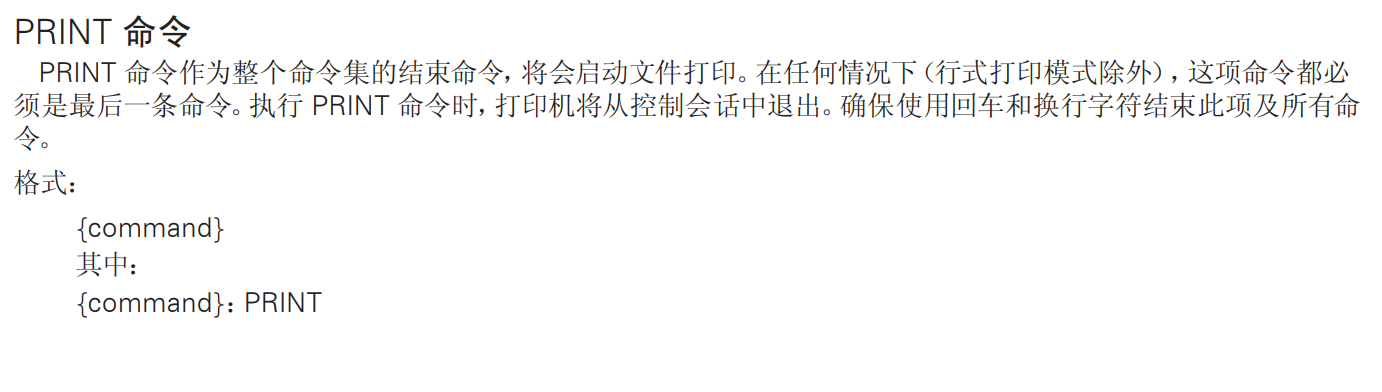 PRINT 命令
PRINT 命令作为整个命令集的结束命令，将会启动文件打印。在任何情况下（行式打印模式除外），这项命令都必
须是最后一条命令。执行 PRINT 命令时，打印机将从控制会话中退出。确保使用回车和换行字符结束此项及所有命
令。
格式：
{command}
其中：
{command}：PRINT